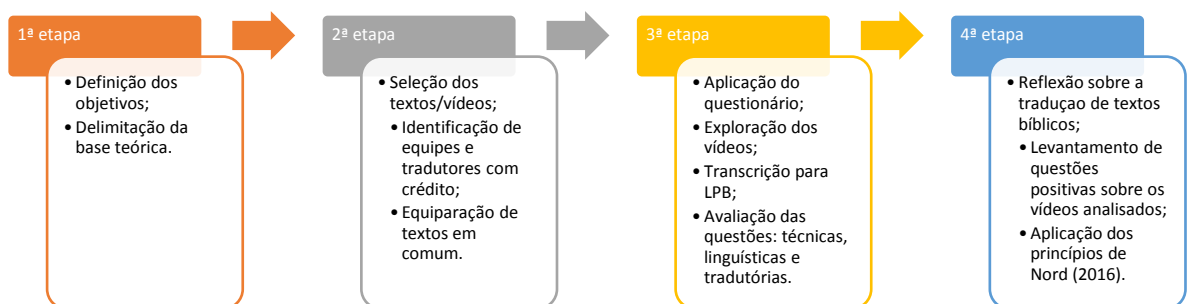 1ª etapa
• Definição dos
objetivos;
• Delimitação da
base teórica.
2ª etapa
• Seleção dos
textos/vídeos;
• Identificação de
equipes e
tradutores com
crédito;
• Equiparação de
textos em
comum.
3ª etapa
• Aplicação do
questionário;
• Exploração dos
vídeos;
• Transcrição para
LPB;
• Avaliação das
questões: técnicas,
linguísticas e
tradutórias.
4ª etapa
• Reflexão sobre a
traduçao de textos
bíblicos;
• Levantamento de
questões
positivas sobre os
vídeos analisados;
• Aplicação dos
princípios de
Nord (2016).